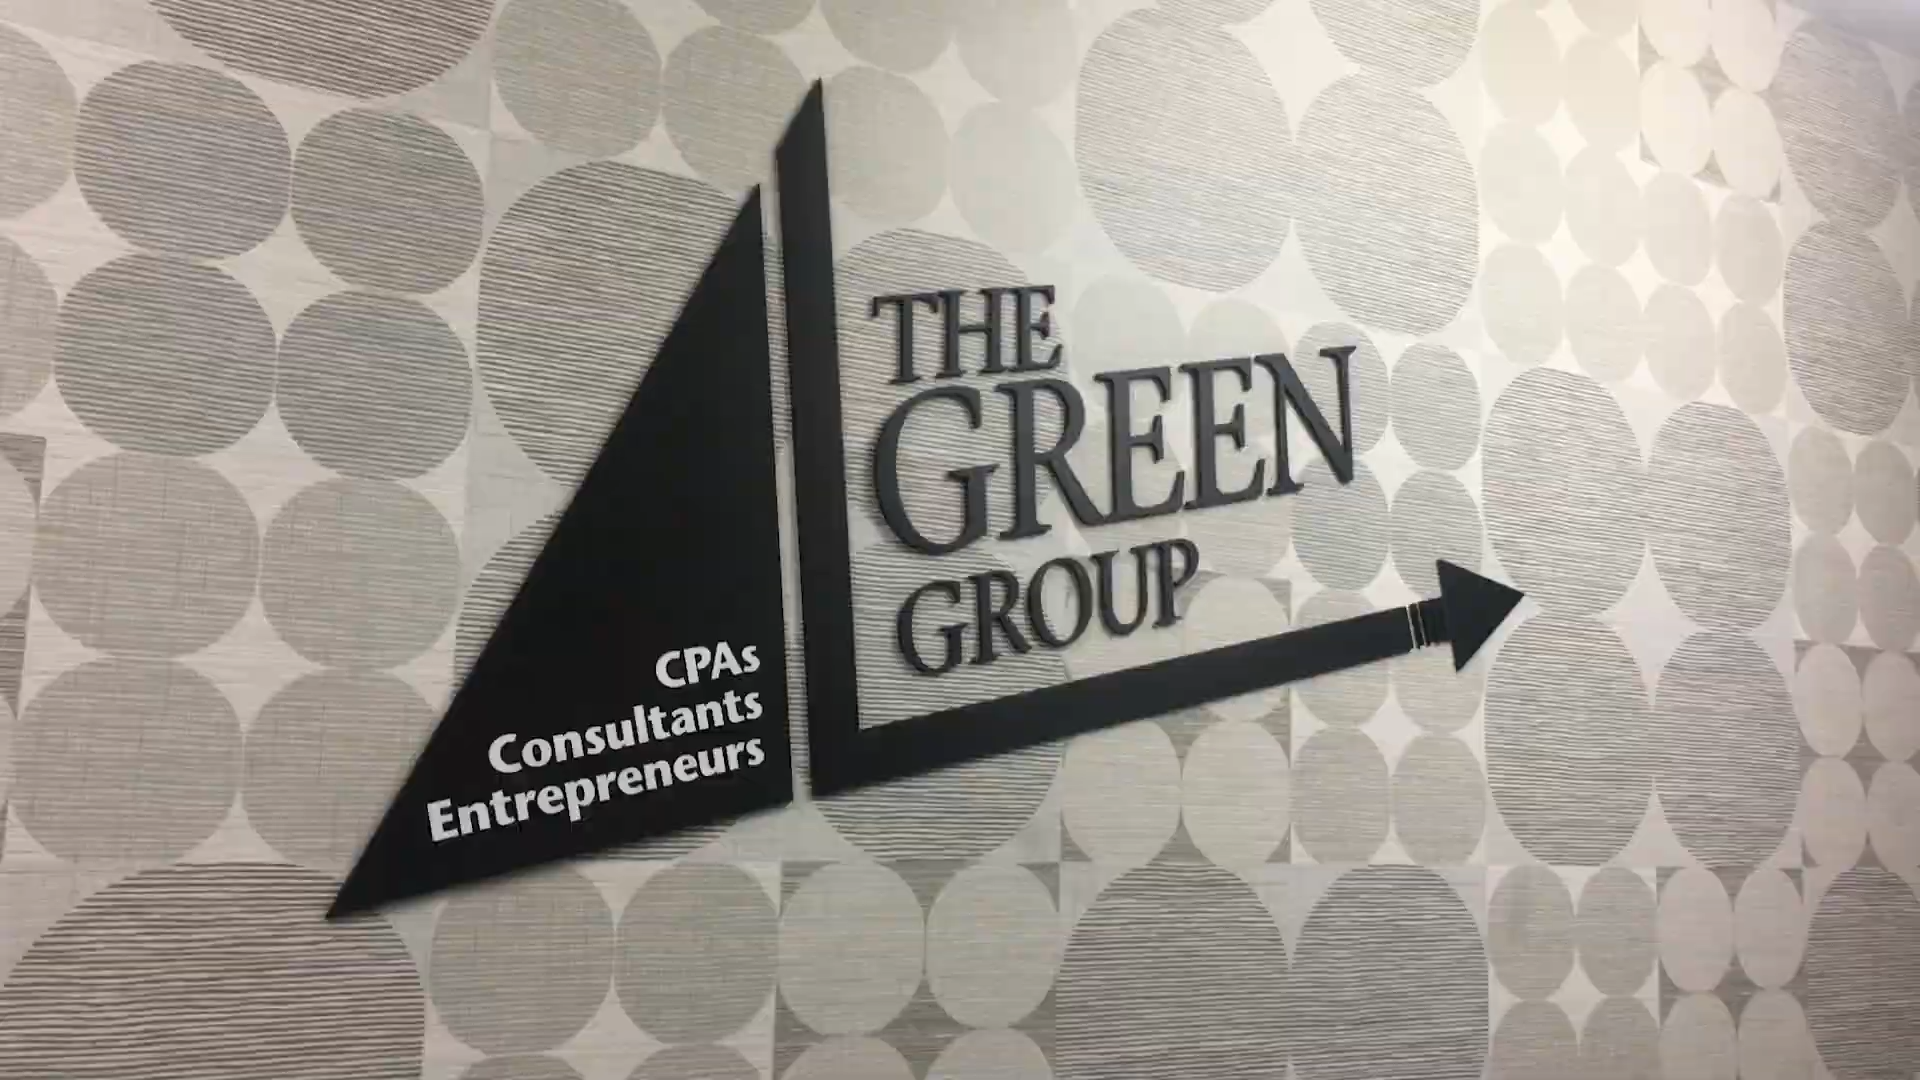 THE
GREEN
GROUP
CPAs
Consultants
Entrepreneurs